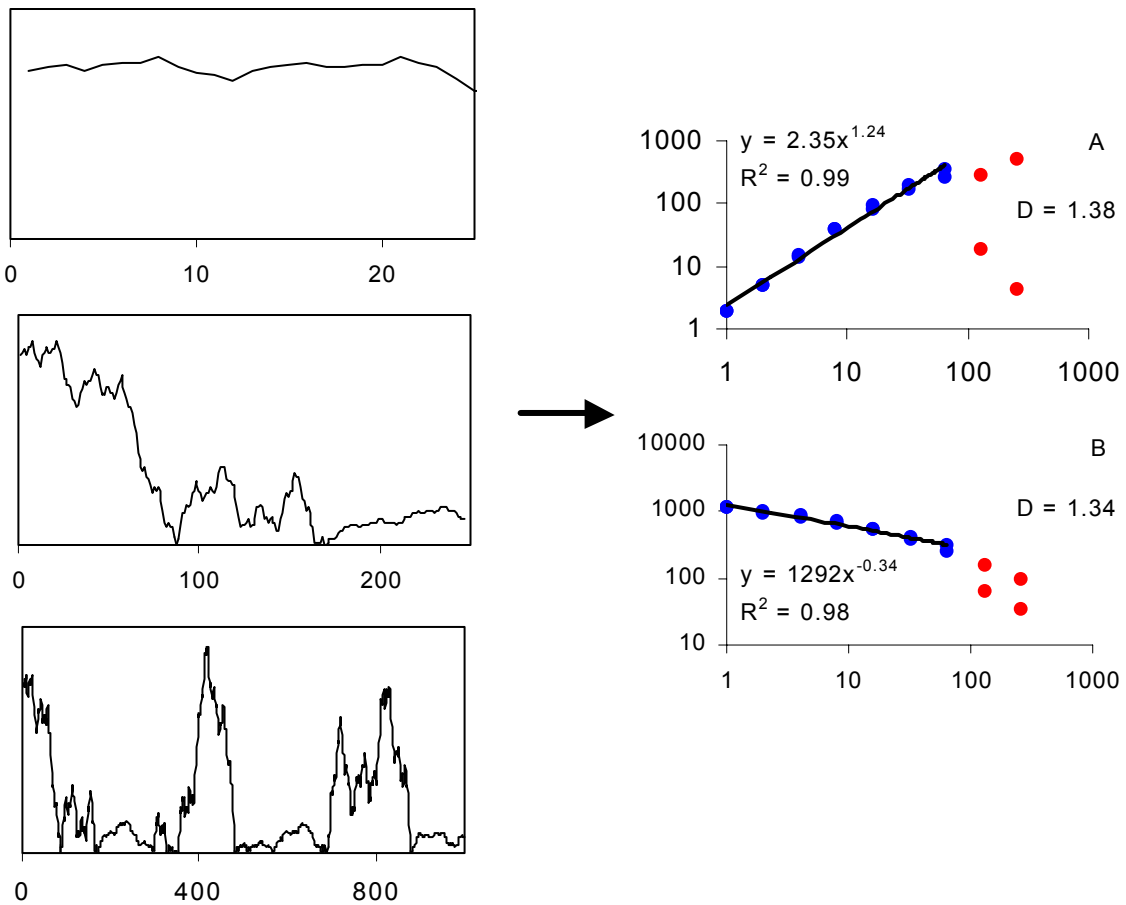 0 10 20
0 100 200
0 400 800
A
y = 2.35x^1.24
R^2 = 0.99
D = 1.38
1000
100
10
1
1 10 100 1000
B
D = 1.34
10000
1000
100
10
y = 1292x^-0.34
R^2 = 0.98
1 10 100 1000